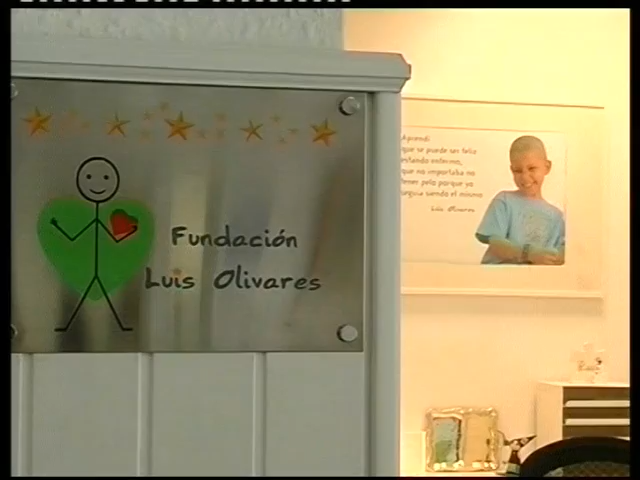 Fundación
Luis Olivares
Aprendí
que se puede ser feliz
estando enfermo,
que no importaba no
tener pelo porque yo
seguía siendo el mismo
Luis Olivares